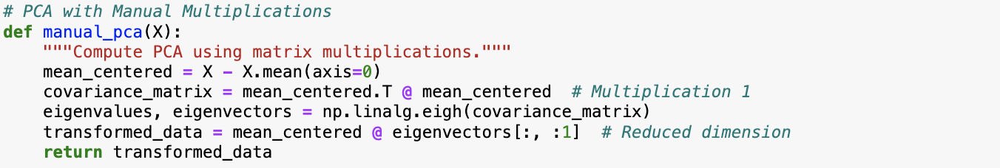 # PCA with Manual Multiplications
def manual_pca(X):
    """Compute PCA using matrix multiplications."""
    mean_centered = X - X.mean(axis=0)
    covariance_matrix = mean_centered.T @ mean_centered  # Multiplication 1
    eigenvalues, eigenvectors = np.linalg.eigh(covariance_matrix)
    transformed_data = mean_centered @ eigenvectors[:, :1]  # Reduced dimension
    return transformed_data